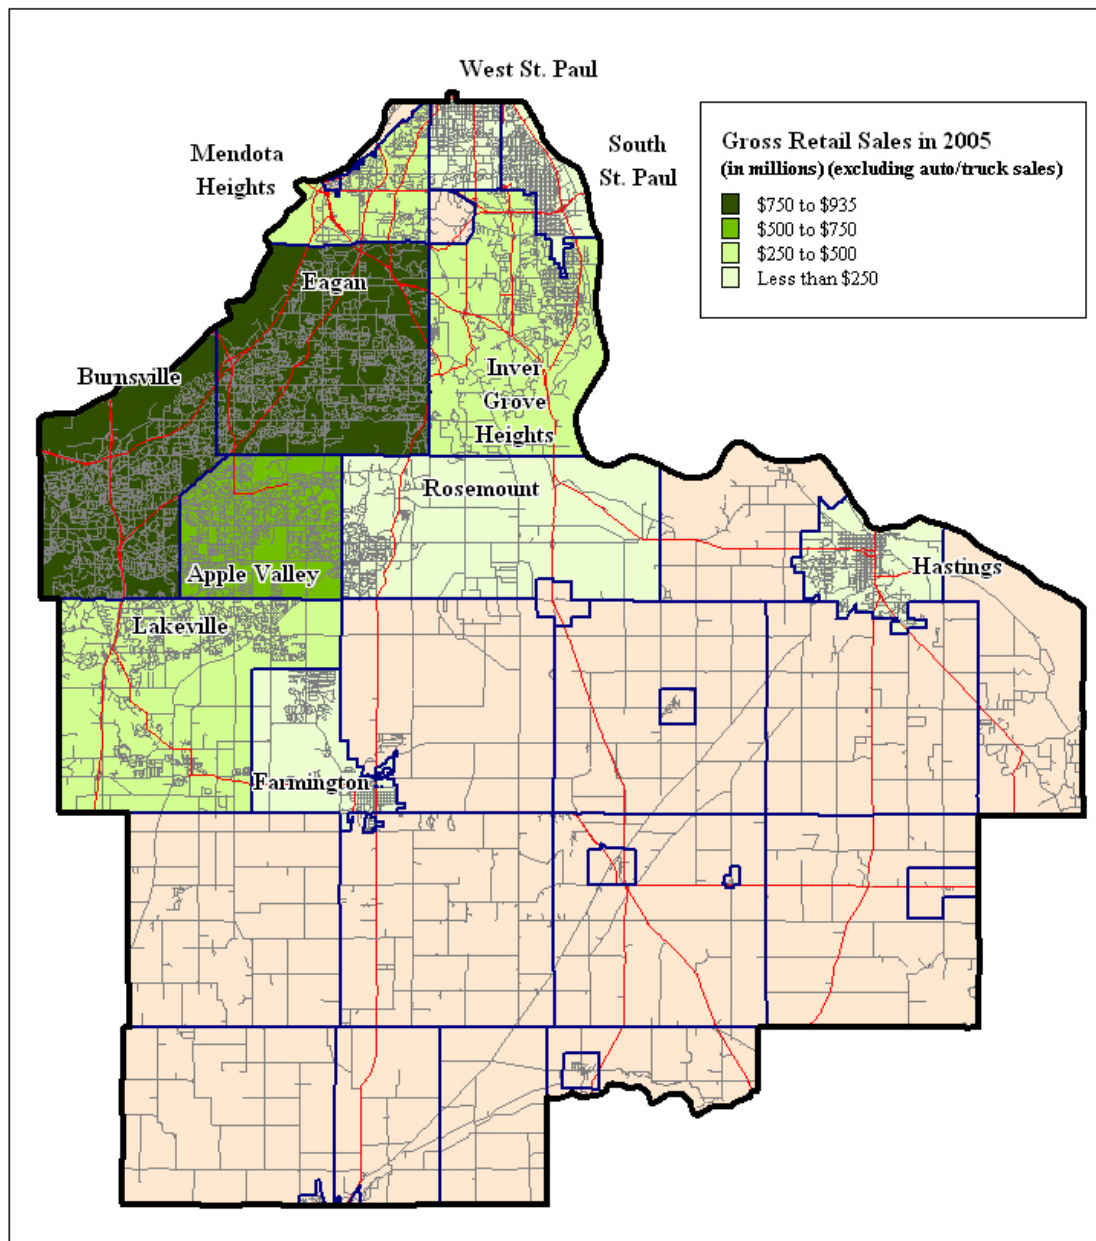 West St. Paul
Mendota
Heights
South
St. Paul
Gross Retail Sales in 2005
(in millions) (excluding auto/truck sales)
$750 to $935
$500 to $750
$250 to $500
Less than $250
Eagan
Burnsville
Inver
Grove
Heights
Rosemount
Apple Valley
Hastings
Lakeville
Farmington